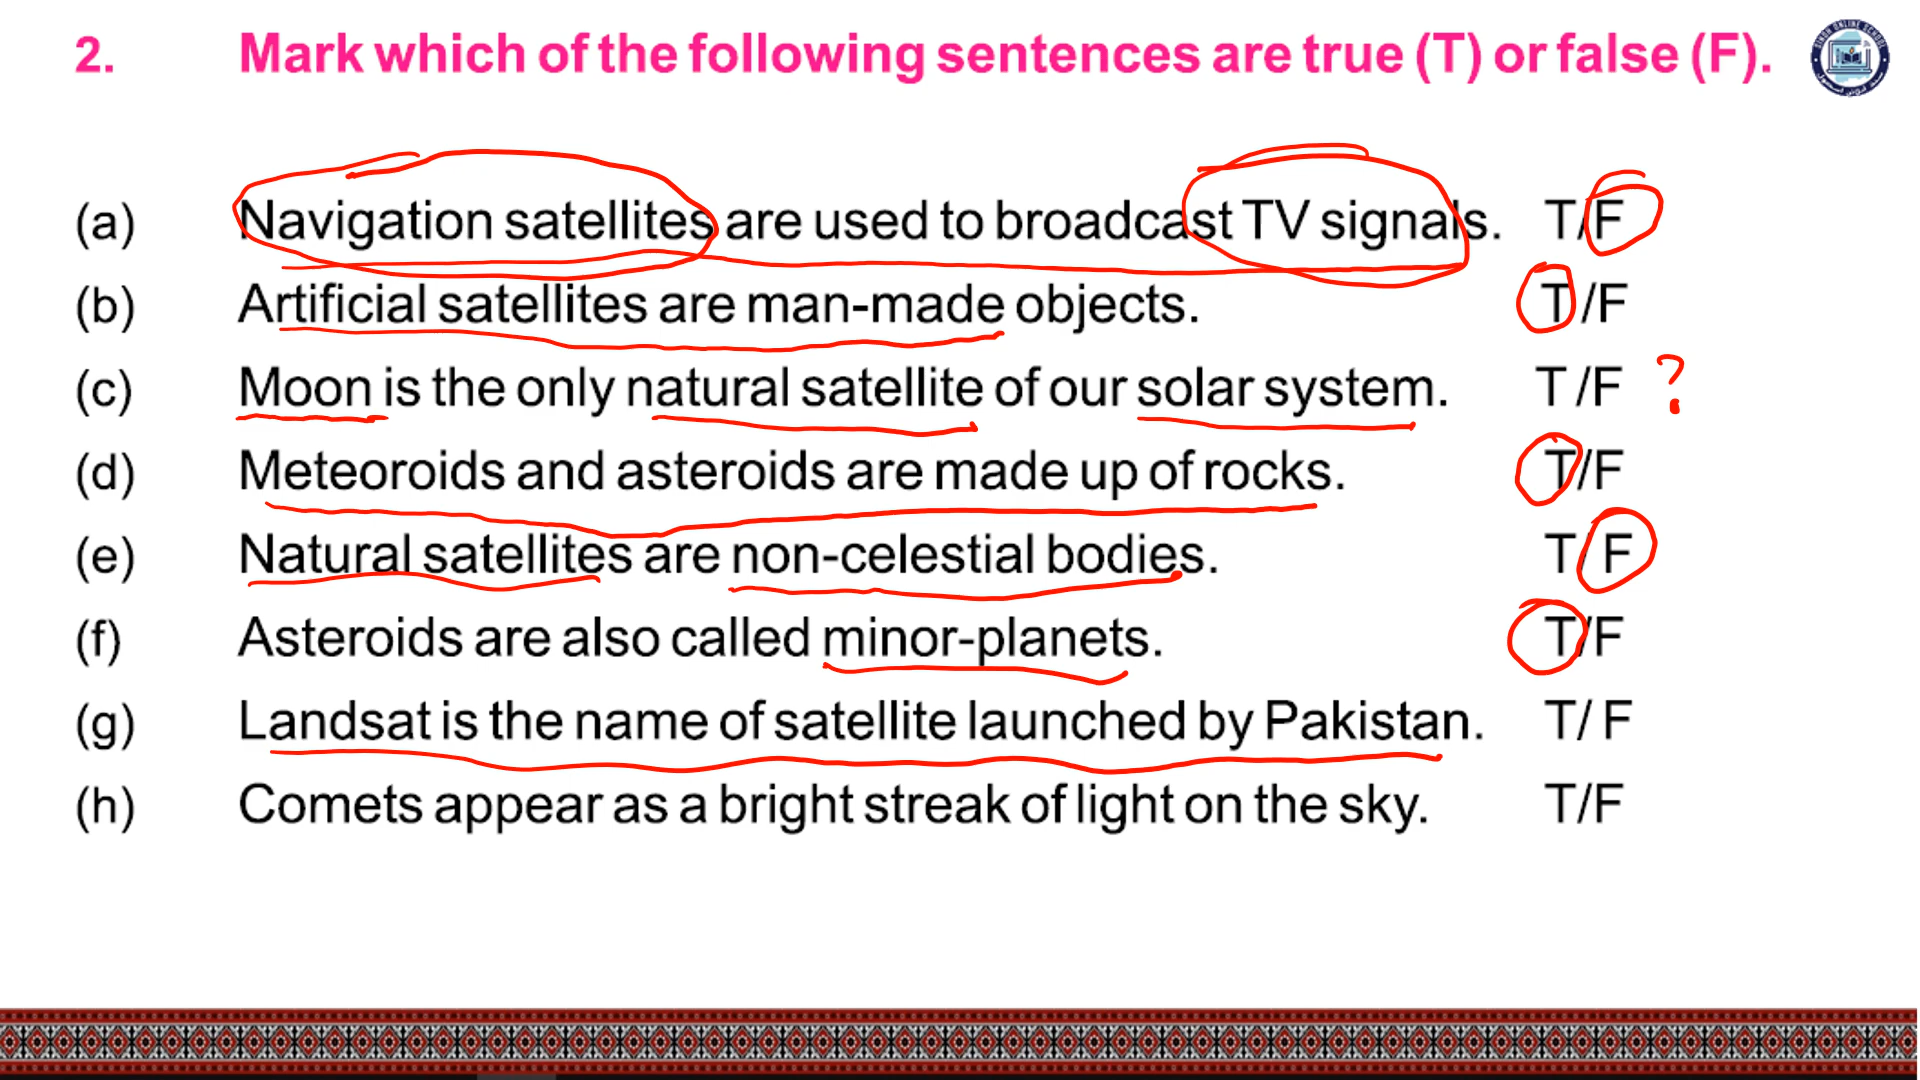 2. Mark which of the following sentences are true (T) or false (F).
(a) Navigation satellites are used to broadcast TV signals. T/F
(b) Artificial satellites are man-made objects. T/F
(c) Moon is the only natural satellite of our solar system. T/F ?
(d) Meteoroids and asteroids are made up of rocks. T/F
(e) Natural satellites are non-celestial bodies. T/F
(f) Asteroids are also called minor-planets. T/F
(g) Landsat is the name of satellite launched by Pakistan. T/ F
(h) Comets appear as a bright streak of light on the sky. T/F